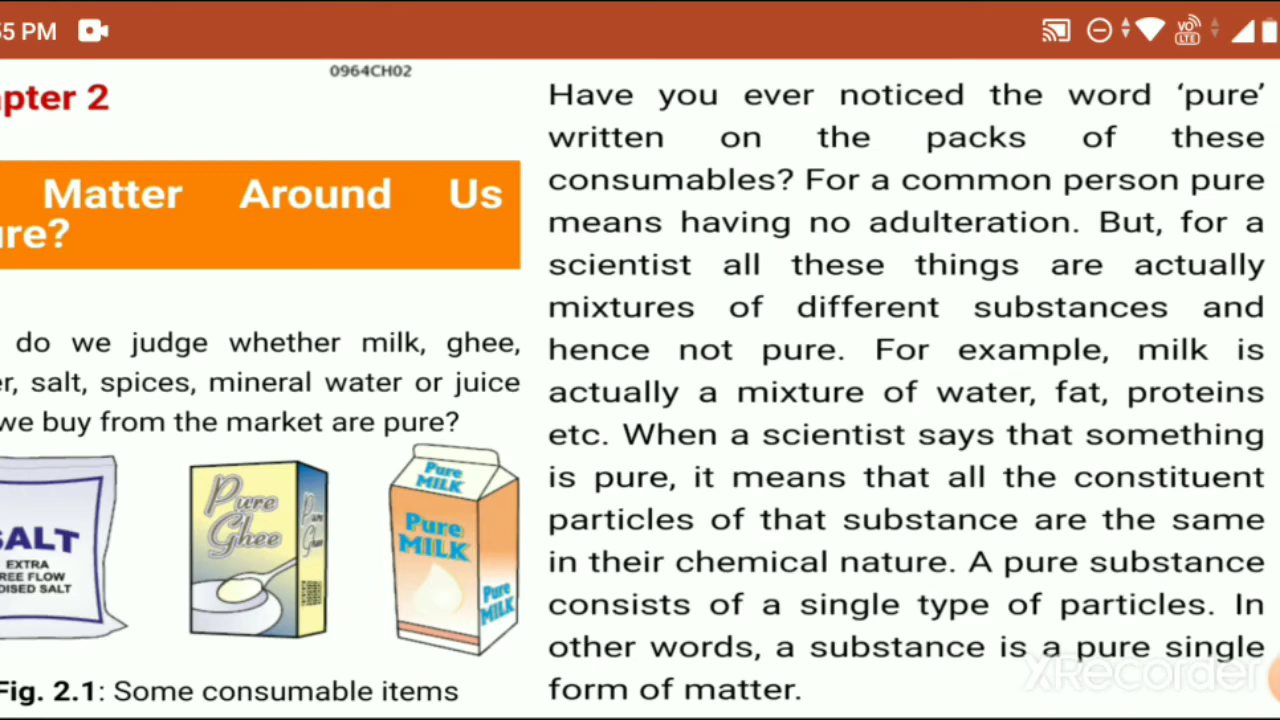 55 PM
VO
LTE
0964CH02
pter 2
Matter Around Us
ure?
do we judge whether milk, ghee,
er, salt, spices, mineral water or juice
we buy from the market are pure?
SALT
EXTRA
REE FLOW
DISED SALT
Pure
Ghee
Pure
Ghee
Pure
MILK
Pure
MILK
Pure
MILK
Fig. 2.1: Some consumable items
Have you ever noticed the word ‘pure’
written on the packs of these
consumables? For a common person pure
means having no adulteration. But, for a
scientist all these things are actually
mixtures of different substances and
hence not pure. For example, milk is
actually a mixture of water, fat, proteins
etc. When a scientist says that something
is pure, it means that all the constituent
particles of that substance are the same
in their chemical nature. A pure substance
consists of a single type of particles. In
other words, a substance is a pure single
form of matter.
XRecorder